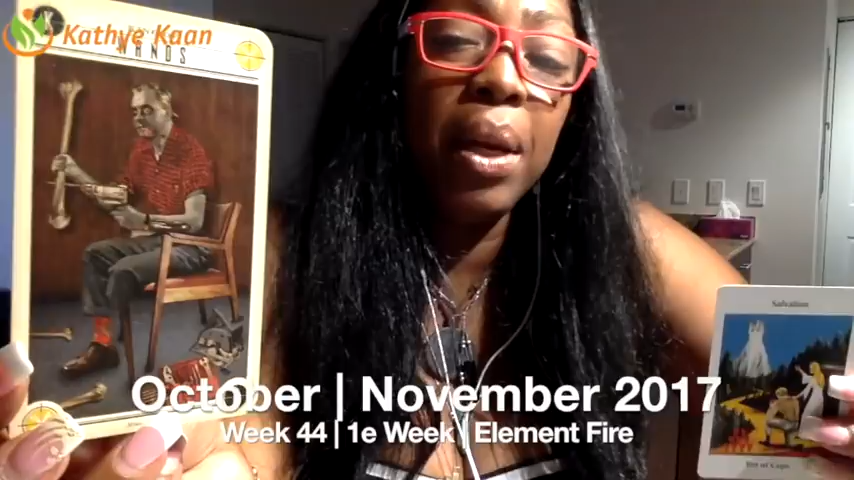 Kathye Kaan
K
WANDS
Salvation
October | November 2017
Week 44 | 1e Week | Element Fire
Ten of Cups